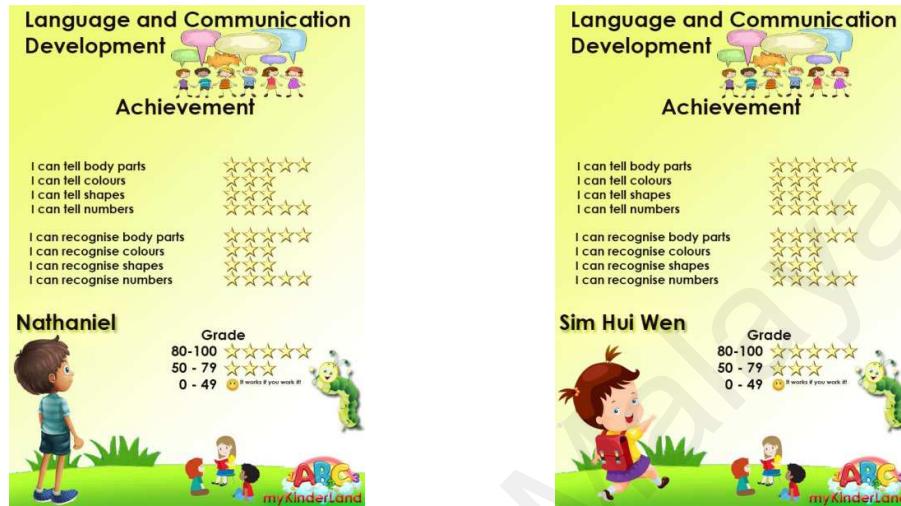 Language and Communication
Development
Achievement
I can tell body parts
I can tell colours
I can tell shapes
I can tell numbers
I can recognise body parts
I can recognise colours
I can recognise shapes
I can recognise numbers
Nathaniel
Grade
80-100
50 - 79
0 - 49 It works if you work it!
ABC
myKinderLand
Language and Communication
Development
Achievement
I can tell body parts
I can tell colours
I can tell shapes
I can tell numbers
I can recognise body parts
I can recognise colours
I can recognise shapes
I can recognise numbers
Sim Hui Wen
Grade
80-100
50 - 79
0 - 49 It works if you work it!
ABC
myKinderLand
Malaya